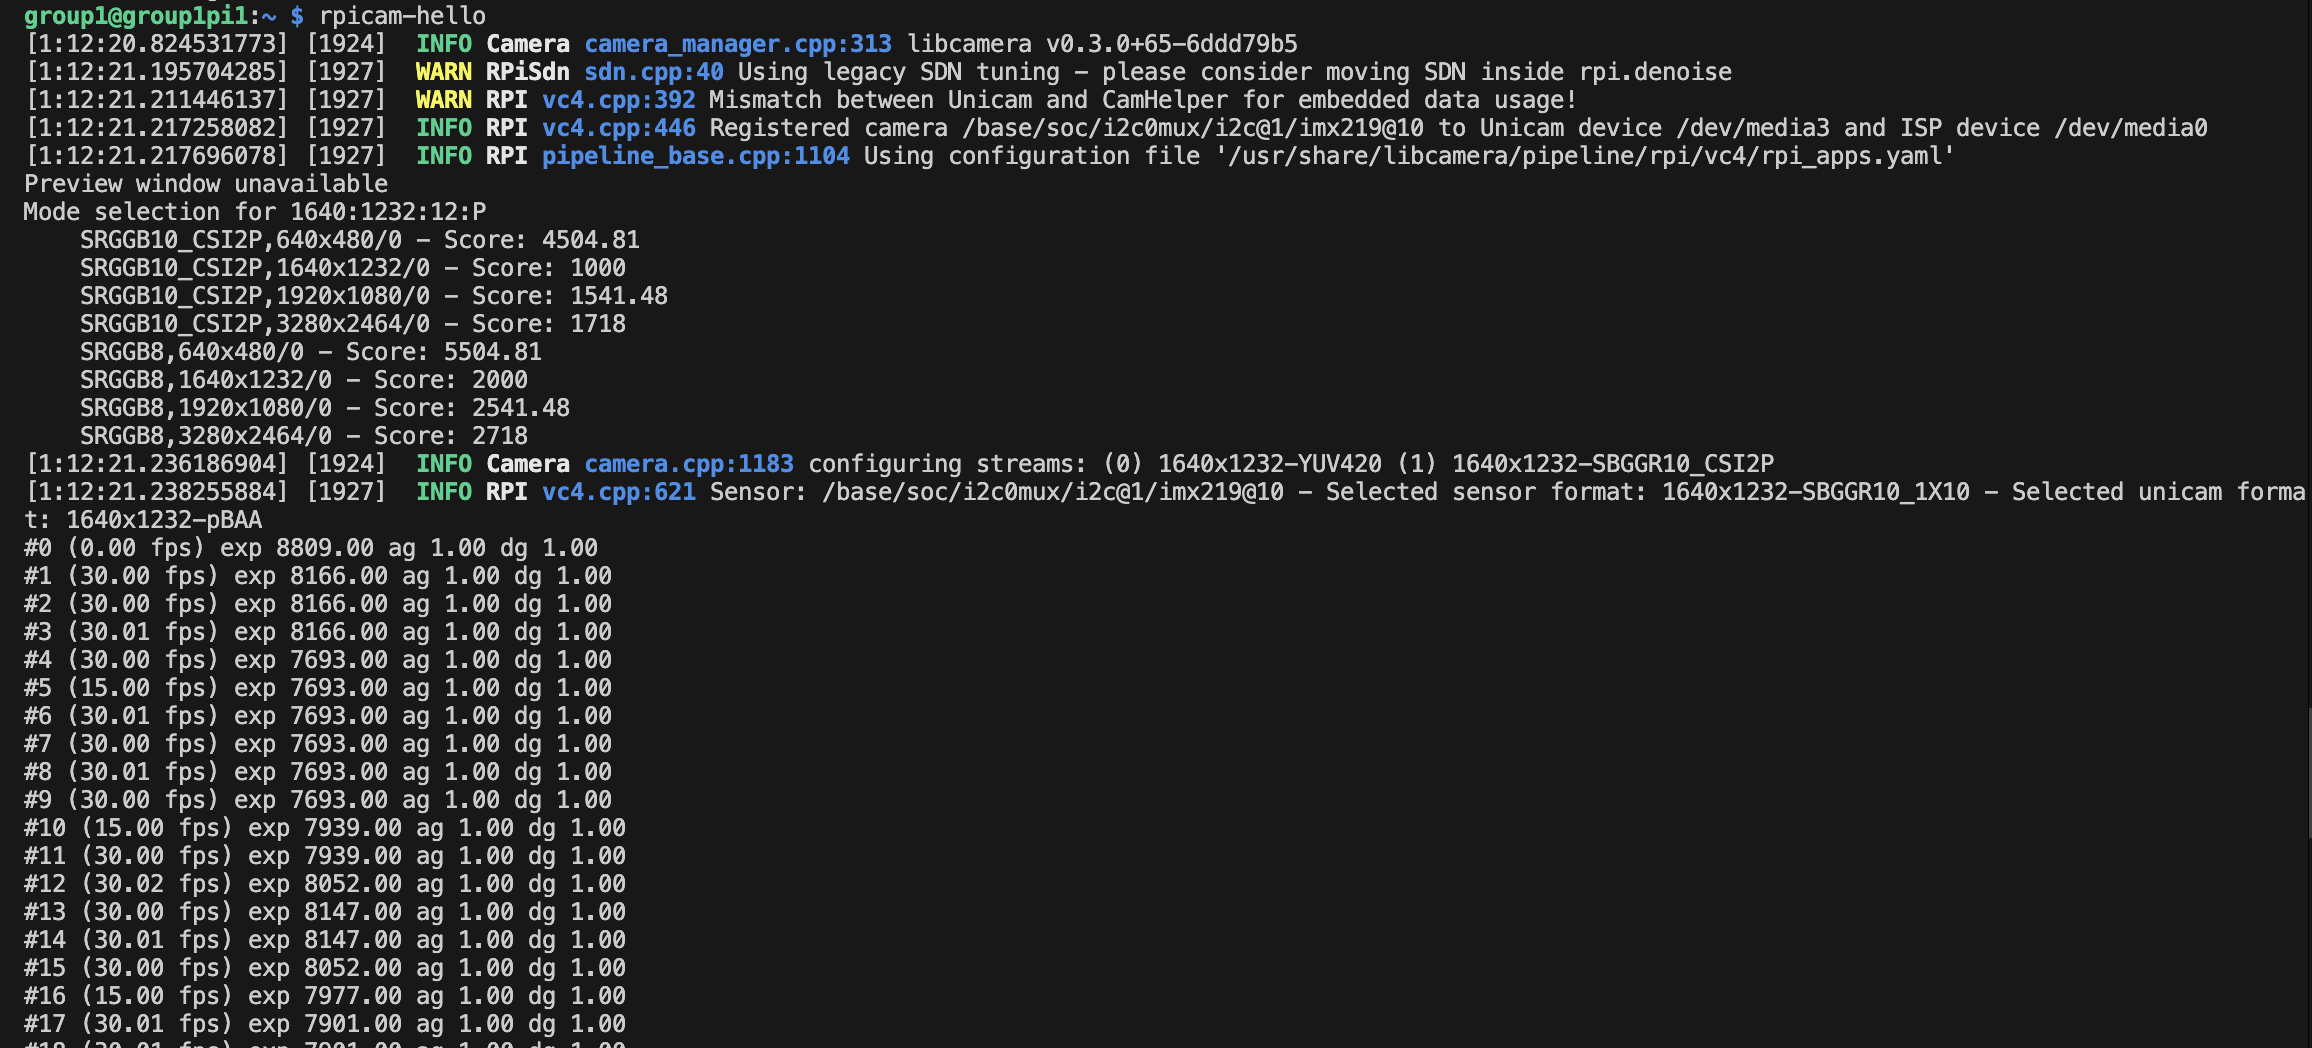 group1@group1pi1:~ $ rpicam-hello
[1:12:20.824531773] [1924]  INFO Camera camera_manager.cpp:313 libcamera v0.3.0+65-6ddd79b5
[1:12:21.195704285] [1927]  WARN RPiSdn sdn.cpp:40 Using legacy SDN tuning - please consider moving SDN inside rpi.denoise
[1:12:21.211446137] [1927]  WARN RPI vc4.cpp:392 Mismatch between Unicam and CamHelper for embedded data usage!
[1:12:21.217258082] [1927]  INFO RPI vc4.cpp:446 Registered camera /base/soc/i2c0mux/i2c@1/imx219@10 to Unicam device /dev/media3 and ISP device /dev/media0
[1:12:21.217696078] [1927]  INFO RPI pipeline_base.cpp:1104 Using configuration file '/usr/share/libcamera/pipeline/rpi/vc4/rpi_apps.yaml'
Preview window unavailable
Mode selection for 1640:1232:12:P
    SRGGB10_CSI2P,640x480/0 - Score: 4504.81
    SRGGB10_CSI2P,1640x1232/0 - Score: 1000
    SRGGB10_CSI2P,1920x1080/0 - Score: 1541.48
    SRGGB10_CSI2P,3280x2464/0 - Score: 1718
    SRGGB8,640x480/0 - Score: 5504.81
    SRGGB8,1640x1232/0 - Score: 2000
    SRGGB8,1920x1080/0 - Score: 2541.48
    SRGGB8,3280x2464/0 - Score: 2718
[1:12:21.236186904] [1924]  INFO Camera camera.cpp:1183 configuring streams: (0) 1640x1232-YUV420 (1) 1640x1232-SBGGR10_CSI2P
[1:12:21.238255884] [1927]  INFO RPI vc4.cpp:621 Sensor: /base/soc/i2c0mux/i2c@1/imx219@10 - Selected sensor format: 1640x1232-SBGGR10_1X10 - Selected unicam forma
t: 1640x1232-pBAA
#0 (0.00 fps) exp 8809.00 ag 1.00 dg 1.00
#1 (30.00 fps) exp 8166.00 ag 1.00 dg 1.00
#2 (30.00 fps) exp 8166.00 ag 1.00 dg 1.00
#3 (30.01 fps) exp 8166.00 ag 1.00 dg 1.00
#4 (30.00 fps) exp 7693.00 ag 1.00 dg 1.00
#5 (15.00 fps) exp 7693.00 ag 1.00 dg 1.00
#6 (30.01 fps) exp 7693.00 ag 1.00 dg 1.00
#7 (30.00 fps) exp 7693.00 ag 1.00 dg 1.00
#8 (30.01 fps) exp 7693.00 ag 1.00 dg 1.00
#9 (30.00 fps) exp 7693.00 ag 1.00 dg 1.00
#10 (15.00 fps) exp 7939.00 ag 1.00 dg 1.00
#11 (30.00 fps) exp 7939.00 ag 1.00 dg 1.00
#12 (30.02 fps) exp 8052.00 ag 1.00 dg 1.00
#13 (30.00 fps) exp 8147.00 ag 1.00 dg 1.00
#14 (30.01 fps) exp 8147.00 ag 1.00 dg 1.00
#15 (30.00 fps) exp 8052.00 ag 1.00 dg 1.00
#16 (15.00 fps) exp 7977.00 ag 1.00 dg 1.00
#17 (30.01 fps) exp 7901.00 ag 1.00 dg 1.00